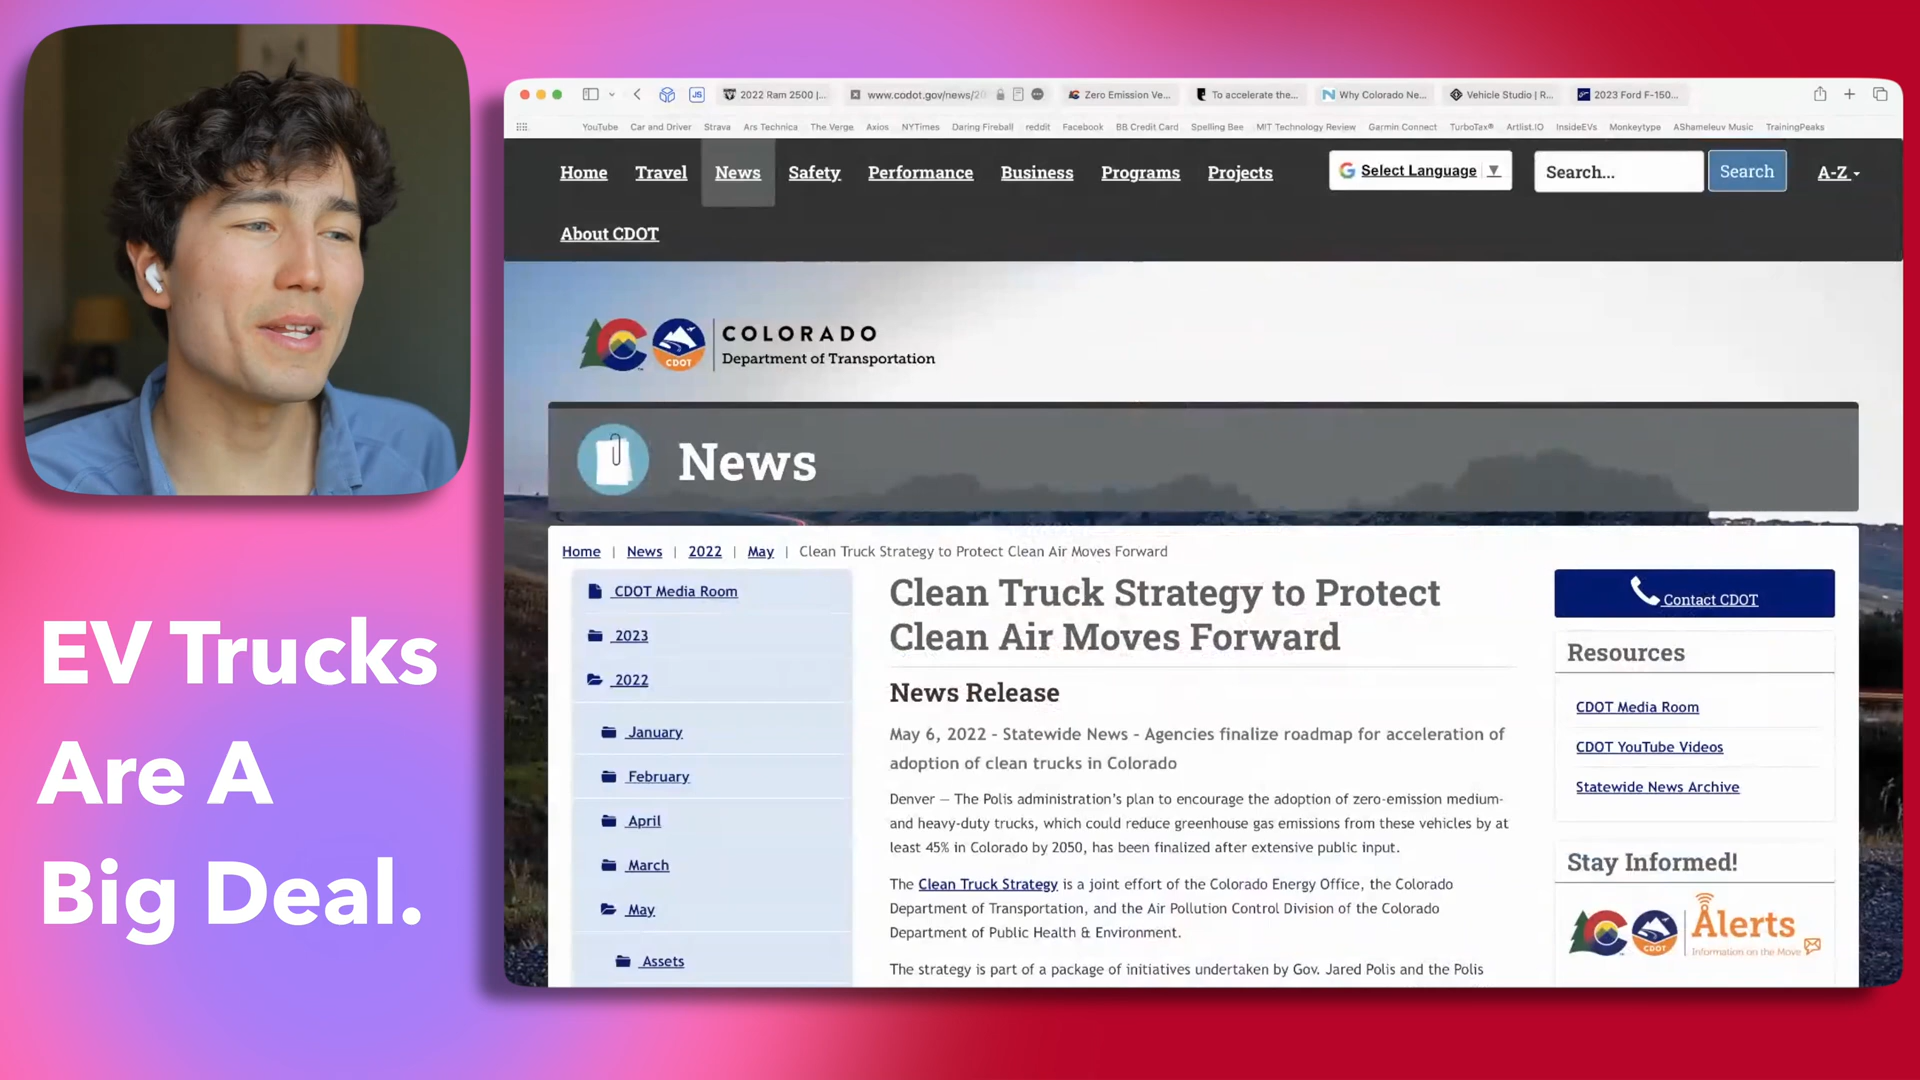 2022 Ram 2500 |...
www.codot.gov/news/20
Zero Emission Ve...
To accelerate the...
Why Colorado Ne...
Vehicle Studio | R...
2023 Ford F-150...
YouTube Car and Driver Strava Ars Technica The Verge Axios NYTimes Daring Fireball reddit Facebook BB Credit Card Spelling Bee MIT Technology Review Garmin Connect TurboTax® Artlist.IO InsideEVs Monkeytype AShameluv Music TrainingPeaks
Home Travel News Safety Performance Business Programs Projects
Select Language
Search...
Search
A-Z
About CDOT
CDOT
COLORADO
Department of Transportation
News
Home | News | 2022 | May | Clean Truck Strategy to Protect Clean Air Moves Forward
CDOT Media Room
2023
2022
January
February
April
March
May
Assets
Clean Truck Strategy to Protect
Clean Air Moves Forward
News Release
May 6, 2022 - Statewide News - Agencies finalize roadmap for acceleration of
adoption of clean trucks in Colorado
Denver — The Polis administration's plan to encourage the adoption of zero-emission medium-
and heavy-duty trucks, which could reduce greenhouse gas emissions from these vehicles by at
least 45% in Colorado by 2050, has been finalized after extensive public input.
The Clean Truck Strategy is a joint effort of the Colorado Energy Office, the Colorado
Department of Transportation, and the Air Pollution Control Division of the Colorado
Department of Public Health & Environment.
The strategy is part of a package of initiatives undertaken by Gov. Jared Polis and the Polis
Contact CDOT
Resources
CDOT Media Room
CDOT YouTube Videos
Statewide News Archive
Stay Informed!
CDOT
Alerts
Information on the Move
EV Trucks
Are A
Big Deal.